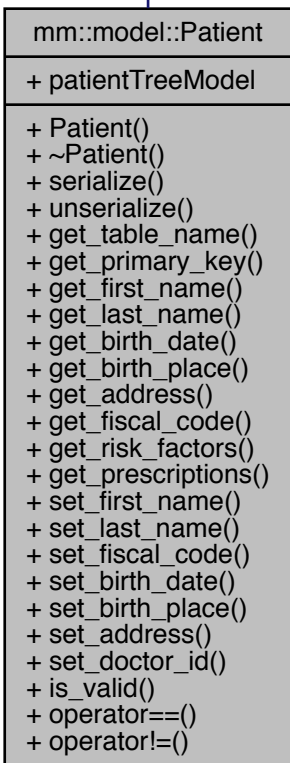 mm::model::Patient
+ patientTreeModel
+ Patient()
+ ~Patient()
+ serialize()
+ unserialize()
+ get_table_name()
+ get_primary_key()
+ get_first_name()
+ get_last_name()
+ get_birth_date()
+ get_birth_place()
+ get_address()
+ get_fiscal_code()
+ get_risk_factors()
+ get_prescriptions()
+ set_first_name()
+ set_last_name()
+ set_fiscal_code()
+ set_birth_date()
+ set_birth_place()
+ set_address()
+ set_doctor_id()
+ is_valid()
+ operator==()
+ operator!=()